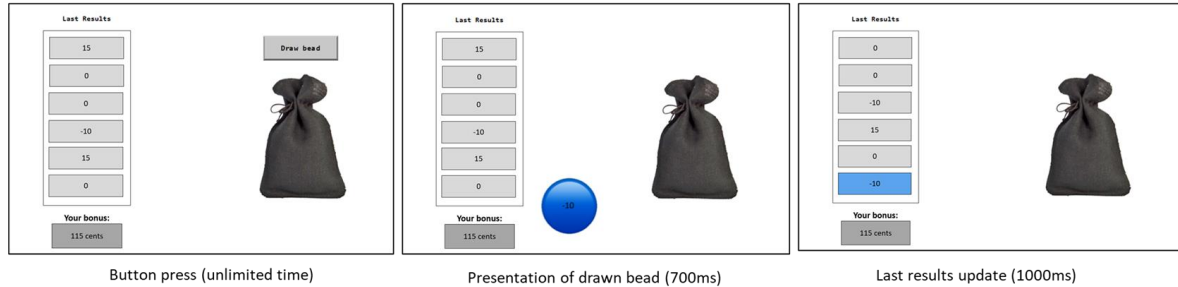 Last Results
15
0
0
-10
15
0
Your bonus:
115 cents
Draw bead
Button press (unlimited time)
Last Results
15
0
0
-10
15
0
Your bonus:
115 cents
-10
Presentation of drawn bead (700ms)
Last Results
0
0
-10
15
0
-10
Your bonus:
115 cents
Last results update (1000ms)